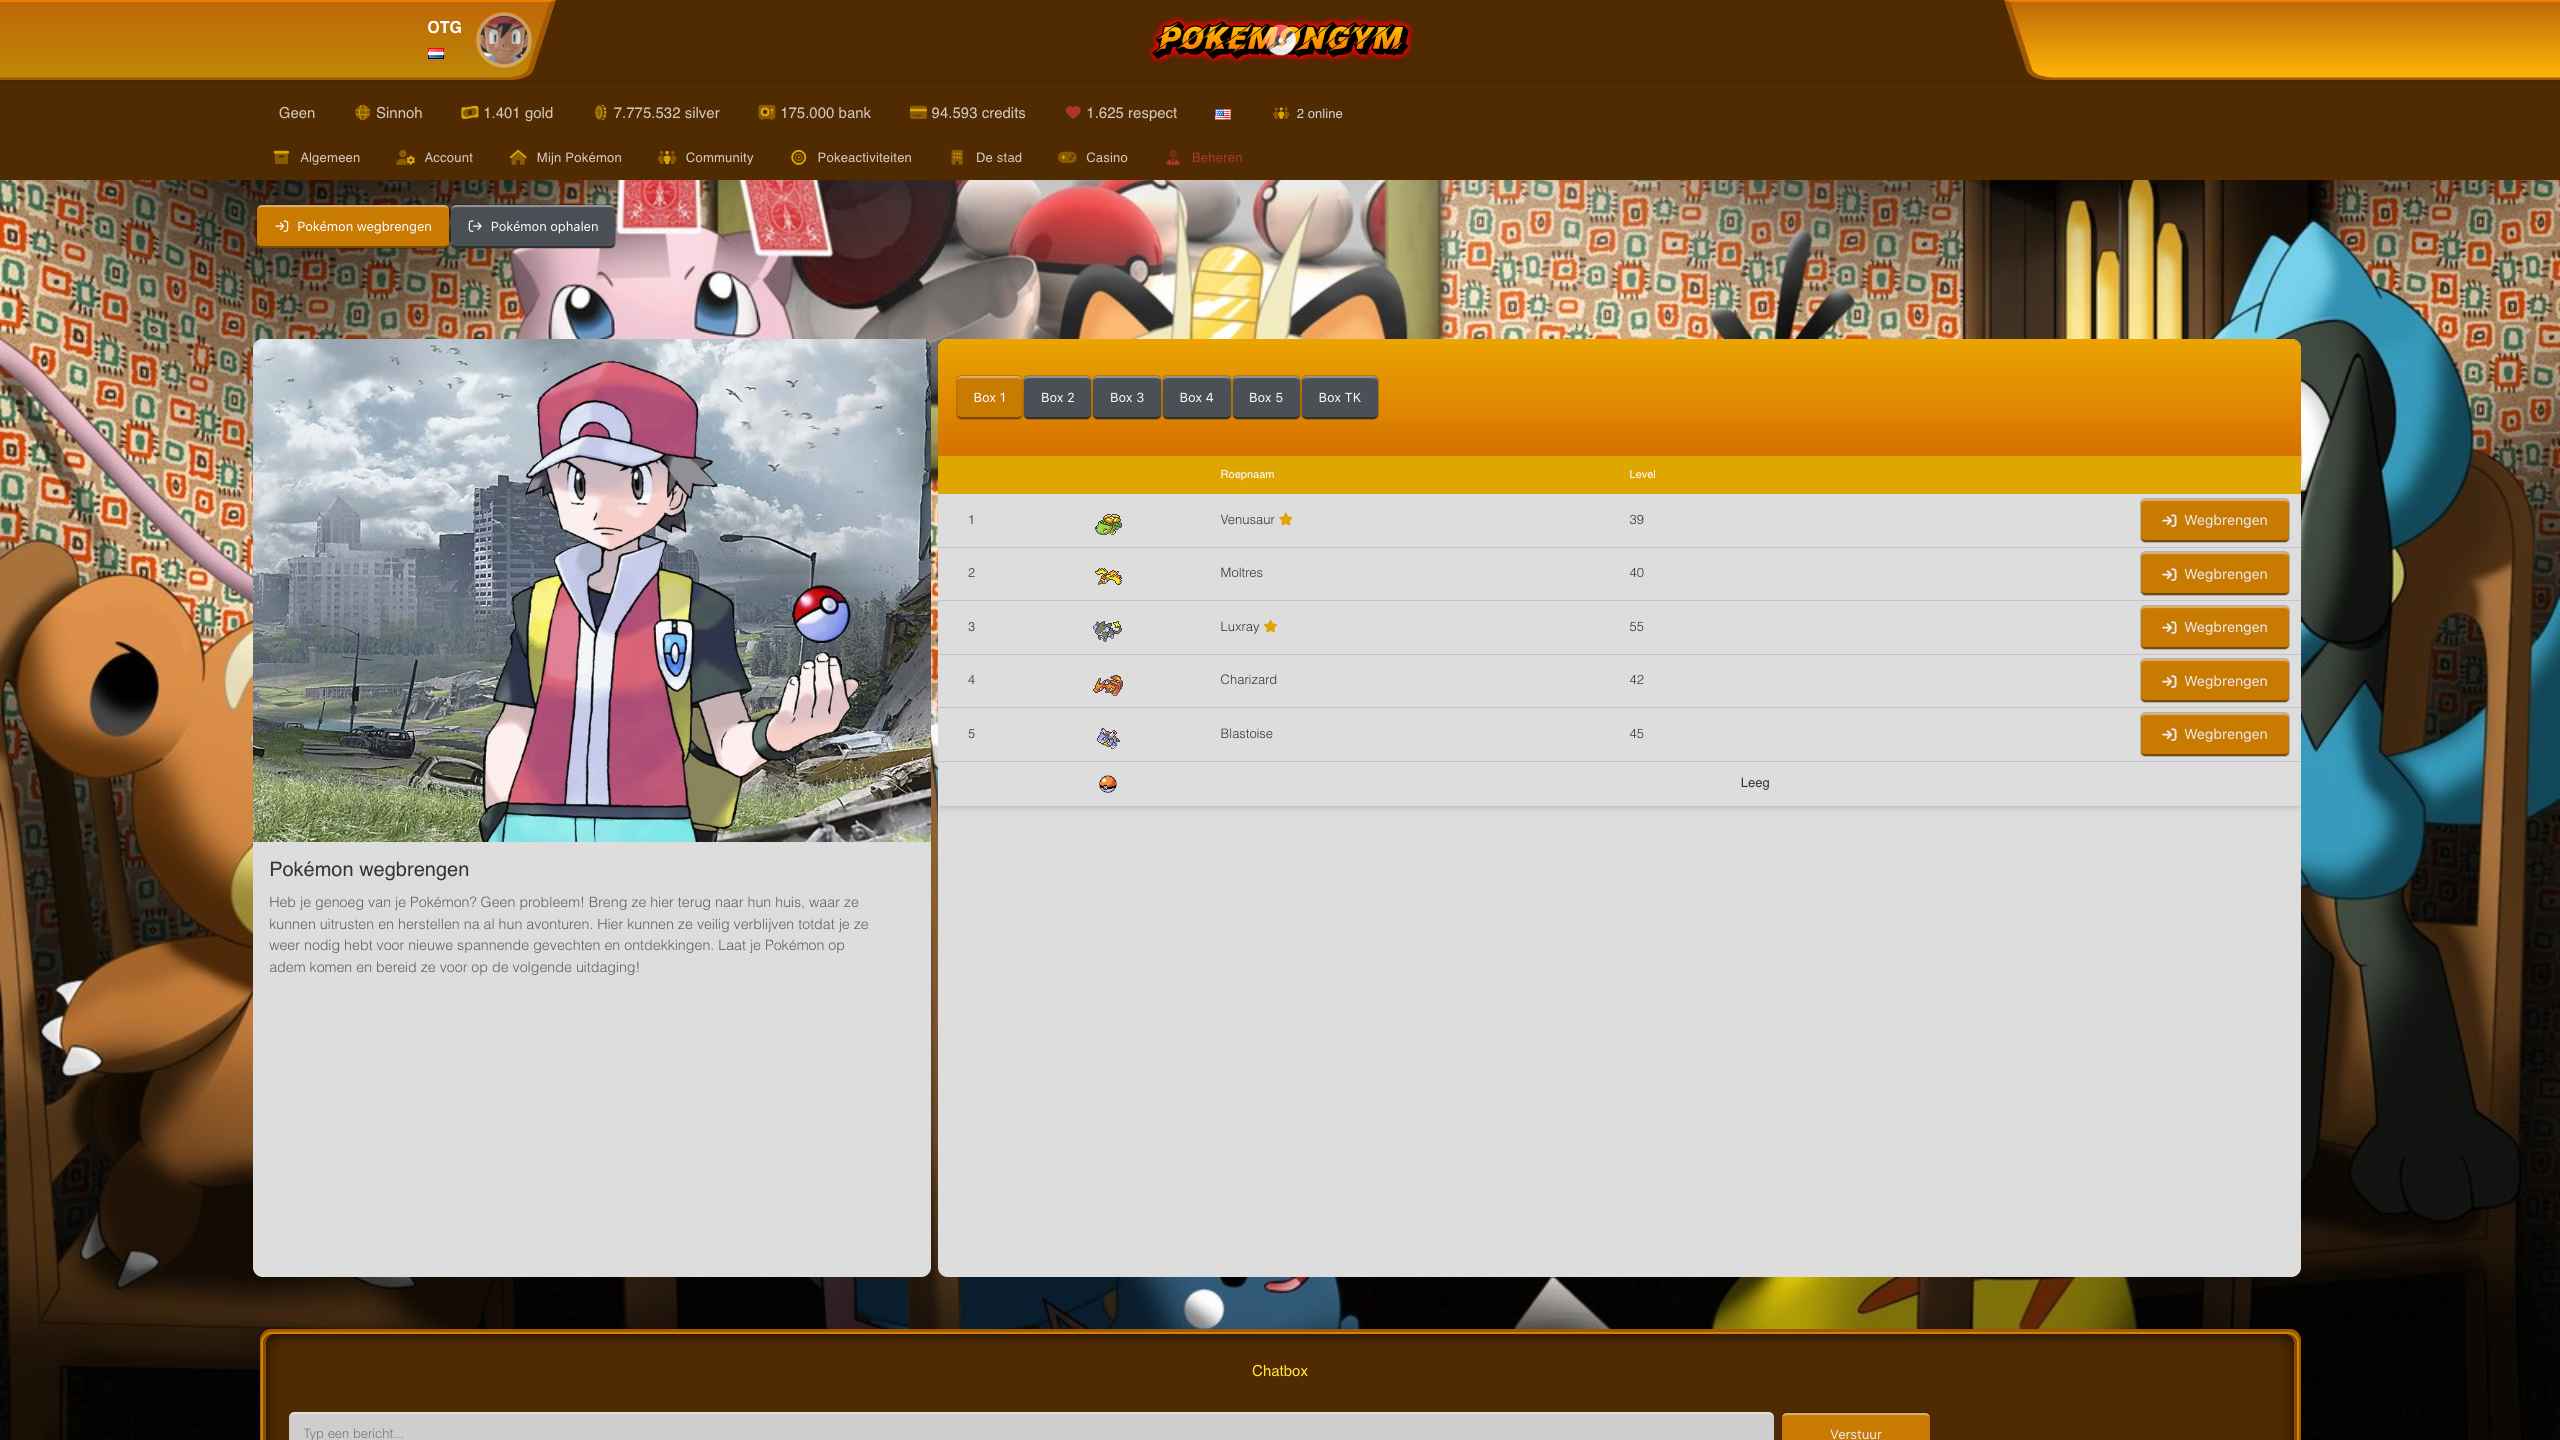 OTG
POKEMONGYM
Geen Sinnoh 1.401 gold 7.775.532 silver 175.000 bank 94.593 credits 1.625 respect 2 online
Algemeen Account Mijn Pokémon Community Pokeactiviteiten De stad Casino Beheren
Pokémon wegbrengen Pokémon ophalen
Box 1 Box 2 Box 3 Box 4 Box 5 Box TK
Roepnaam Level
1 Venusaur 39 Wegbrengen
2 Moltres 40 Wegbrengen
3 Luxray 55 Wegbrengen
4 Charizard 42 Wegbrengen
5 Blastoise 45 Wegbrengen
Leeg
Pokémon wegbrengen
Heb je genoeg van je Pokémon? Geen probleem! Breng ze hier terug naar hun huis, waar ze
kunnen uitrusten en herstellen na al hun avonturen. Hier kunnen ze veilig verblijven totdat je ze
weer nodig hebt voor nieuwe spannende gevechten en ontdekkingen. Laat je Pokémon op
adem komen en bereid ze voor op de volgende uitdaging!
Chatbox
Typ een bericht...
Verstuur